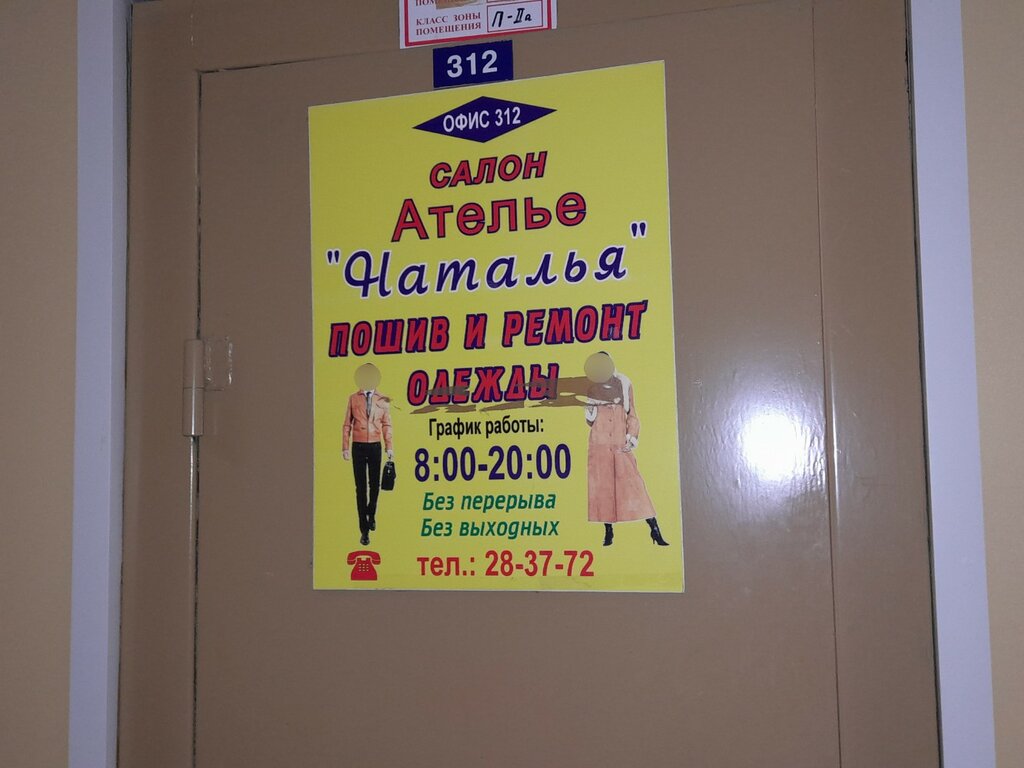 КЛАСС ЗОНЫ
ПОМЕЩЕНИЯ
П-IIа
312
ОФИС 312
САЛОН
Ателье
"Наталья"
ПОШИВ И РЕМОНТ
ОДЕЖДЫ
График работы:
8:00-20:00
Без перерыва
Без выходных
тел.: 28-37-72